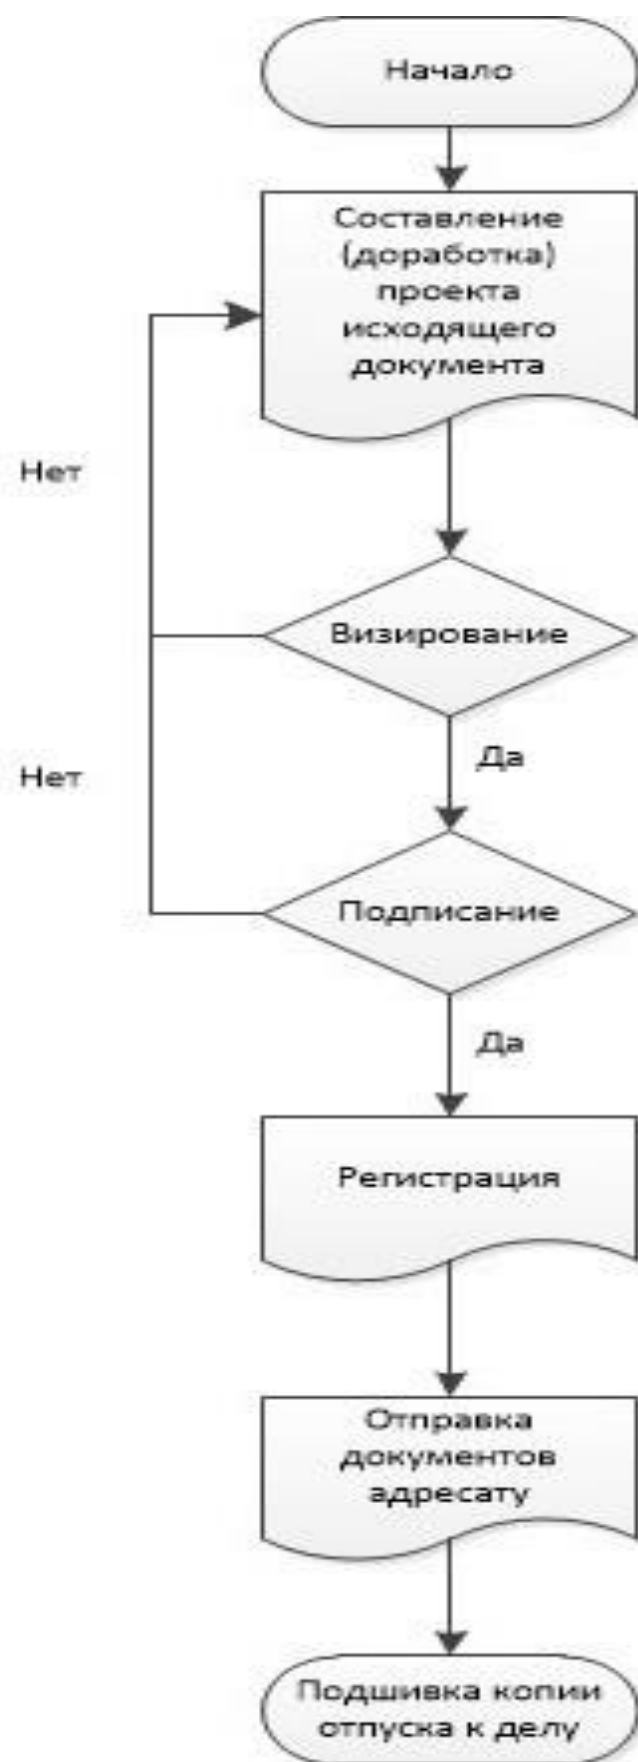 Начало
Составление
(доработка)
проекта
исходящего
документа
Нет
Визирование
Да
Нет
Подписание
Да
Регистрация
Отправка
документов
адресату
Подшивка копии
отпуска к делу